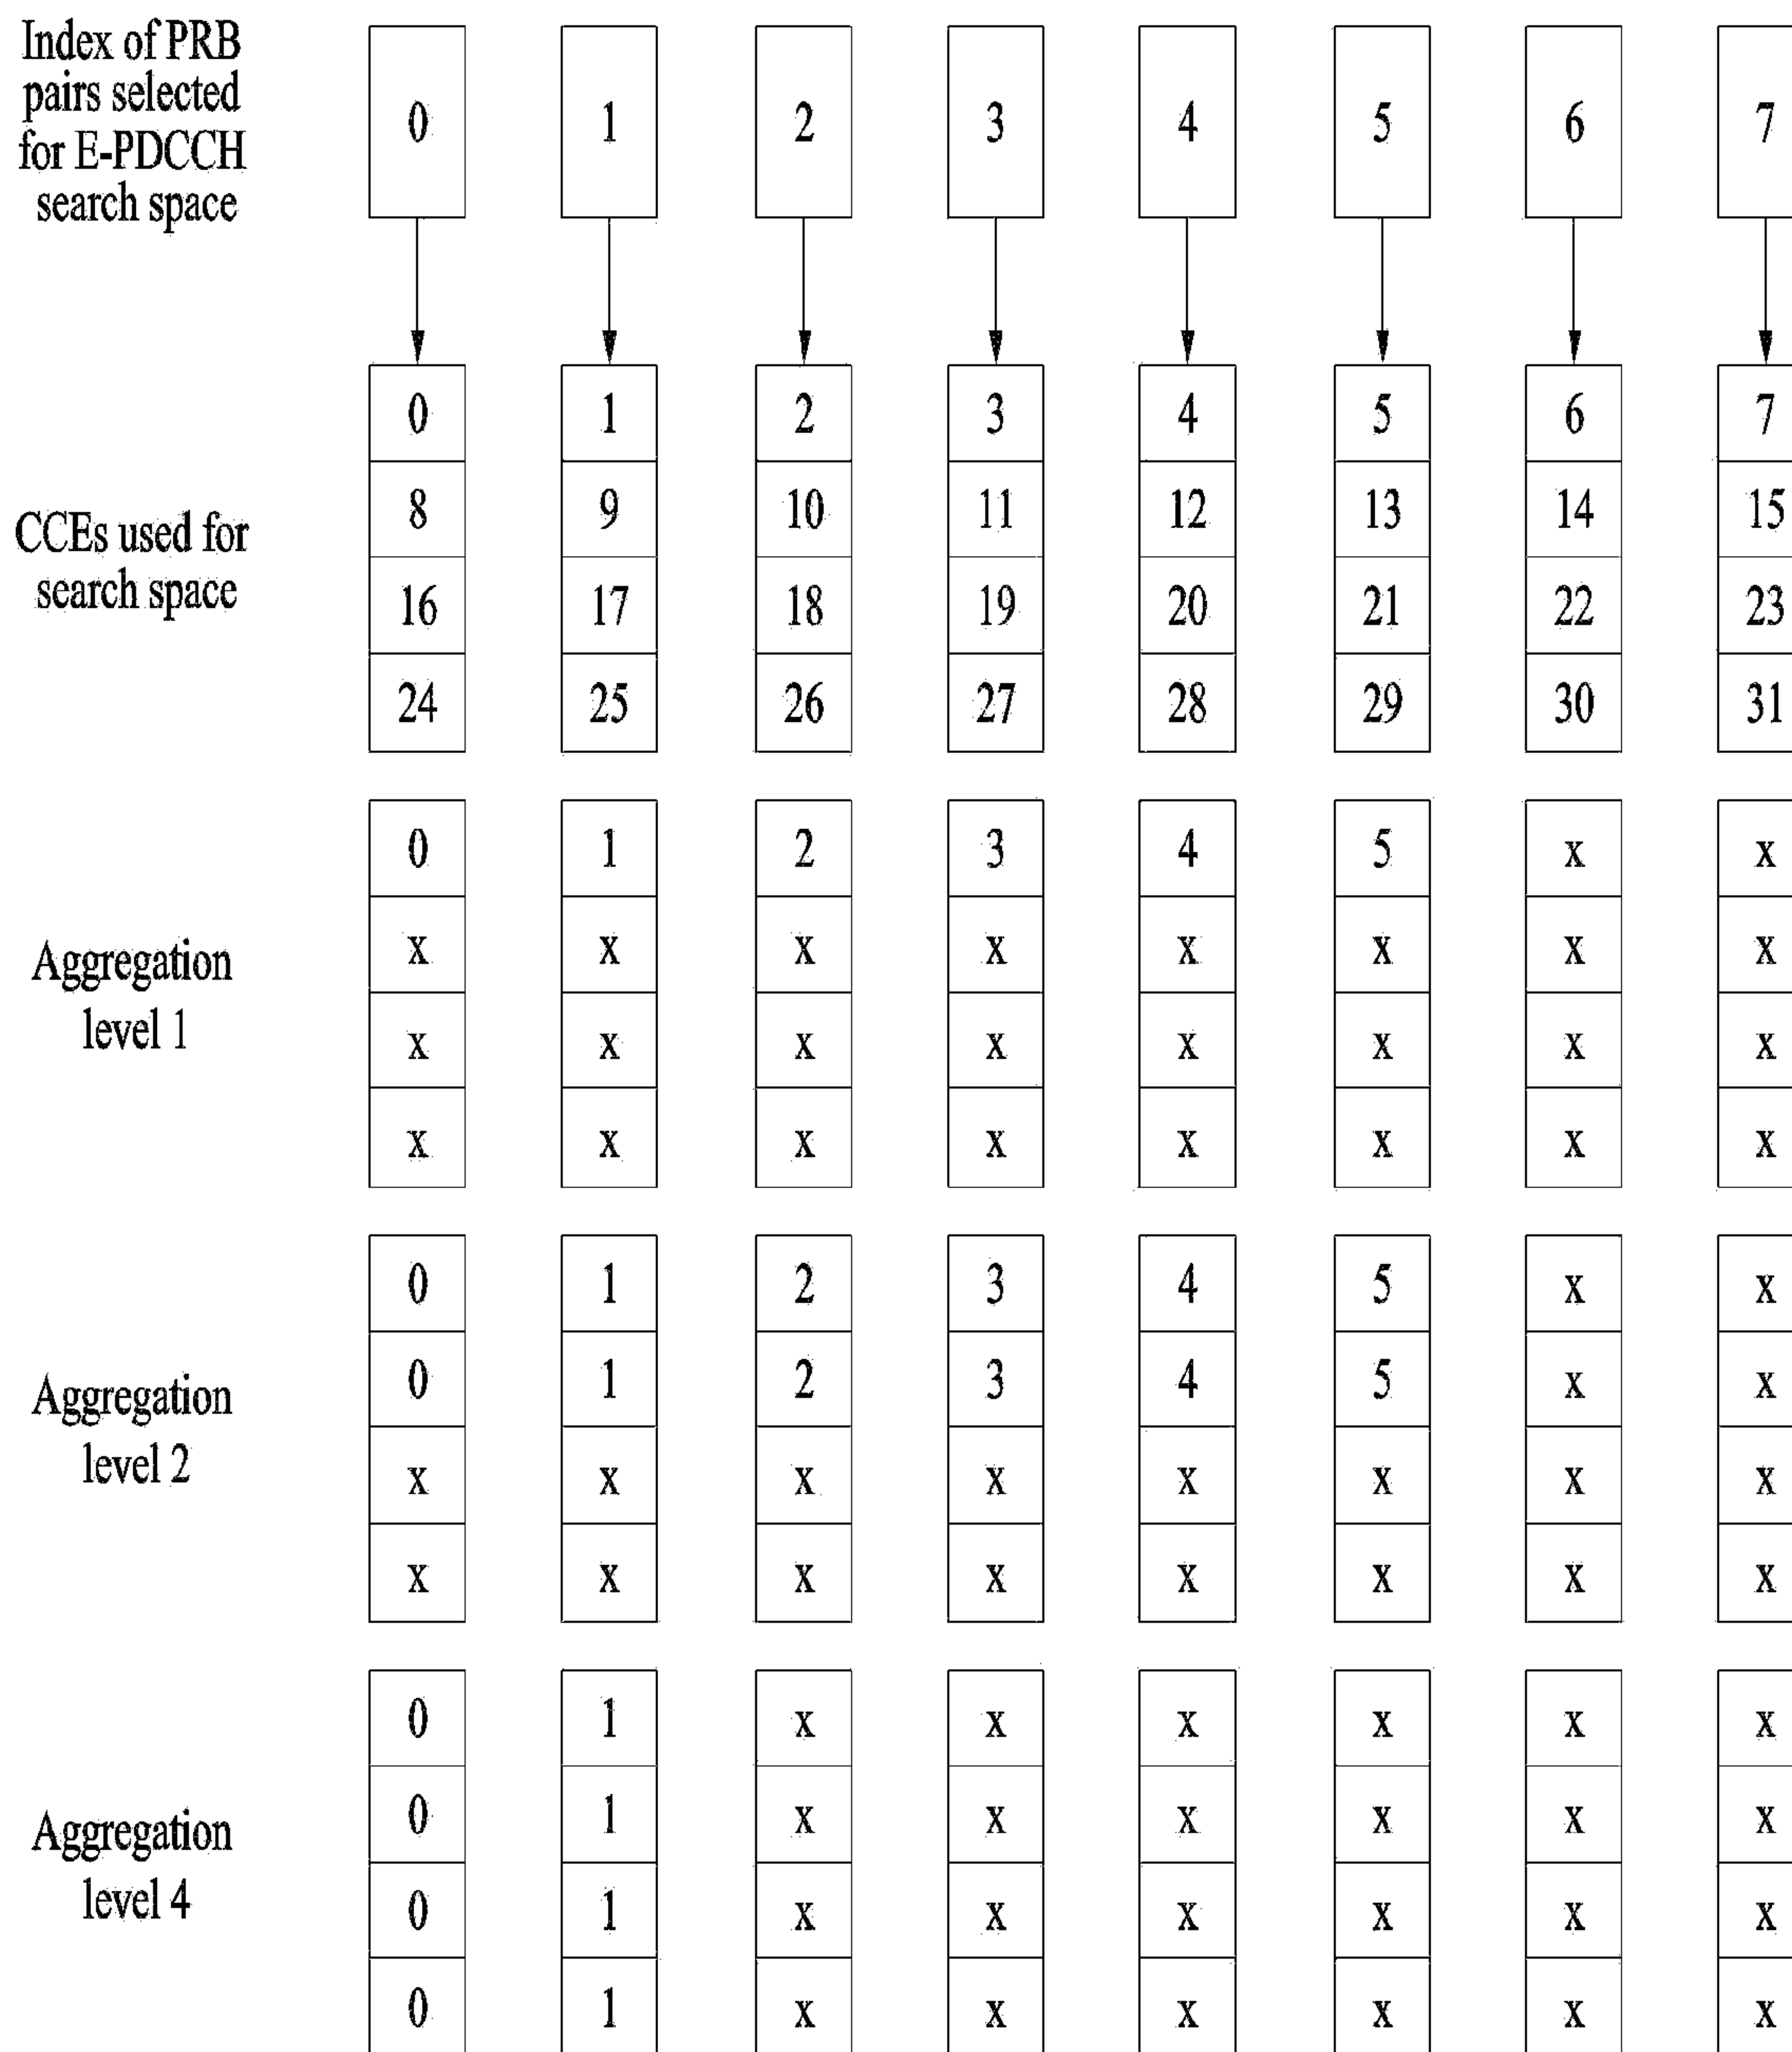 Index of PRB
pairs selected
for E-PDCCH
search space
0 1 2 3 4 5 6 7
CCEs used for
search space
0 1 2 3 4 5 6 7
8 9 10 11 12 13 14 15
16 17 18 19 20 21 22 23
24 25 26 27 28 29 30 31
Aggregation
level 1
0 1 2 3 4 5 x x
x x x x x x x x
x x x x x x x x
x x x x x x x x
Aggregation
level 2
0 1 2 3 4 5 x x
0 1 2 3 4 5 x x
x x x x x x x x
x x x x x x x x
Aggregation
level 4
0 1 x x x x x x
0 1 x x x x x x
0 1 x x x x x x
0 1 x x x x x x